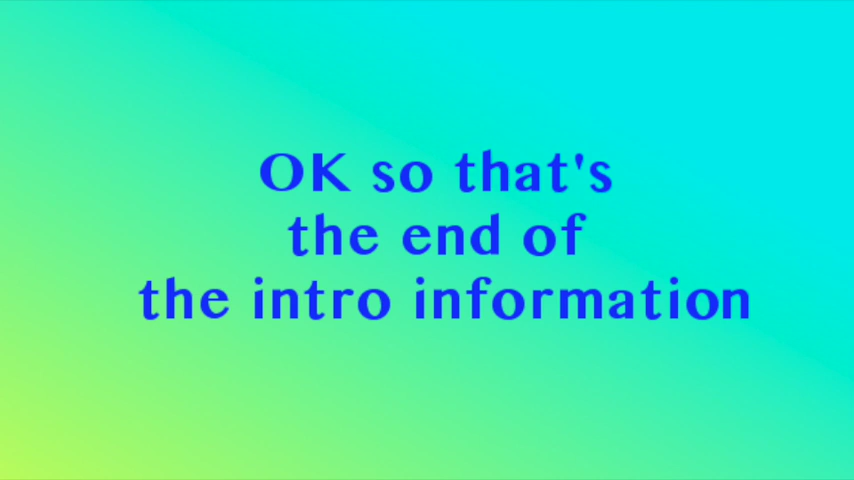 OK so that's
the end of
the intro information